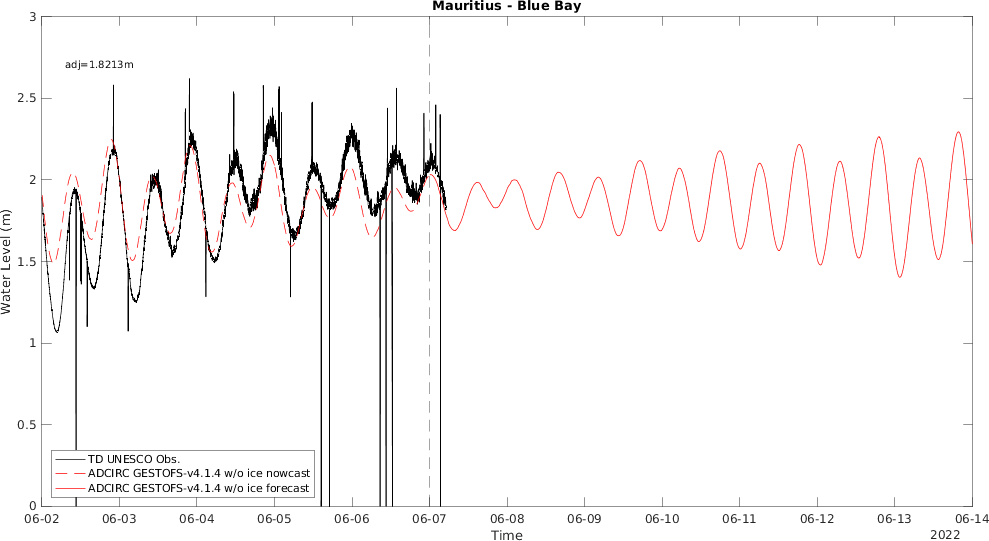 Mauritius - Blue Bay
3
adj=1.8213m
2.5
2
1.5
1
0.5
0
Water Level (m)
TD UNESCO Obs.
ADCIRC GESTOFS-v4.1.4 w/o ice nowcast
ADCIRC GESTOFS-v4.1.4 w/o ice forecast
06-02 06-03 06-04 06-05 06-06 06-07 06-08 06-09 06-10 06-11 06-12 06-13 06-14
Time
2022